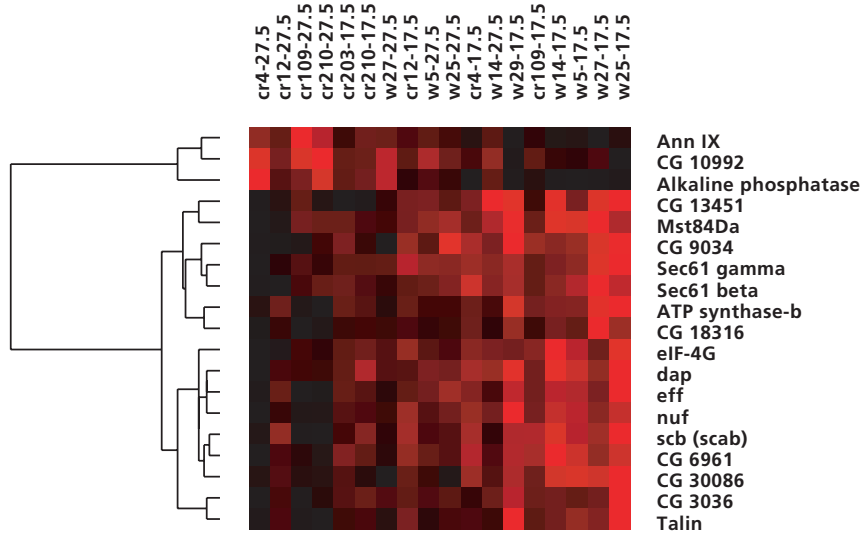 cr4-27.5
cr12-27.5
cr109-27.5
cr210-27.5
cr203-17.5
cr210-17.5
w27-27.5
cr12-17.5
w5-27.5
w25-27.5
cr4-17.5
w14-27.5
w29-17.5
cr109-17.5
w14-17.5
w5-17.5
w27-17.5
w25-17.5
Ann IX
CG 10992
Alkaline phosphatase
CG 13451
Mst84Da
CG 9034
Sec61 gamma
Sec61 beta
ATP synthase-b
CG 18316
eIF-4G
dap
eff
nuf
scb (scab)
CG 6961
CG 30086
CG 3036
Talin